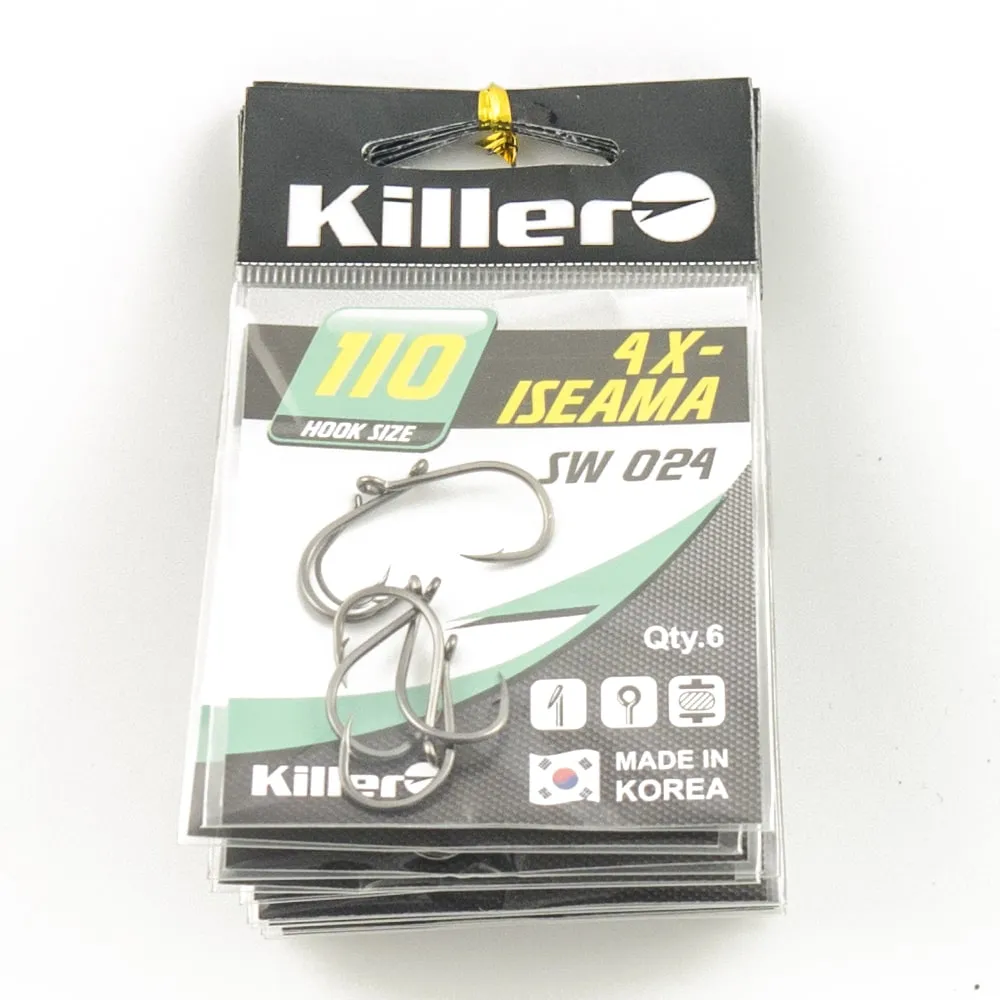 Killer
110
HOOK SIZE
4X-
ISEAMA
SW 024
Qty.6
MADE IN
KOREA
Killer